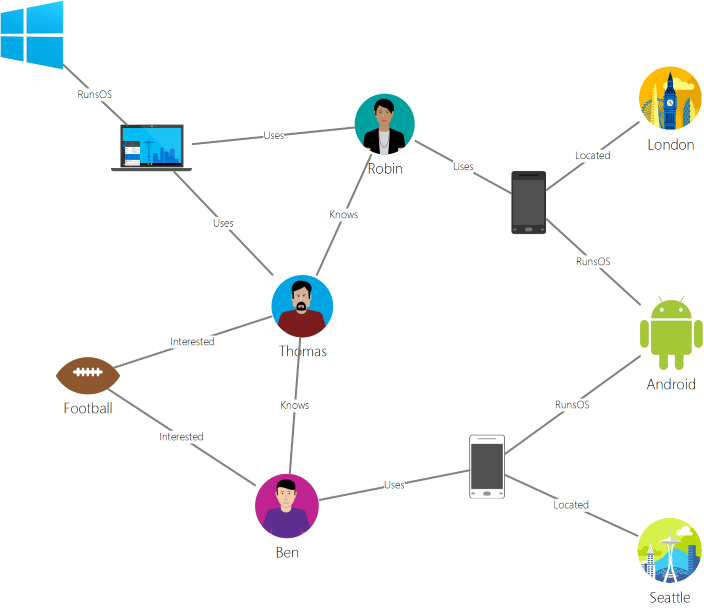 RunsOS
Uses
Robin
Uses
Located
London
Knows
Uses
RunsOS
Interested
Thomas
Football
Knows
Android
RunsOS
Interested
Uses
Located
Ben
Seattle